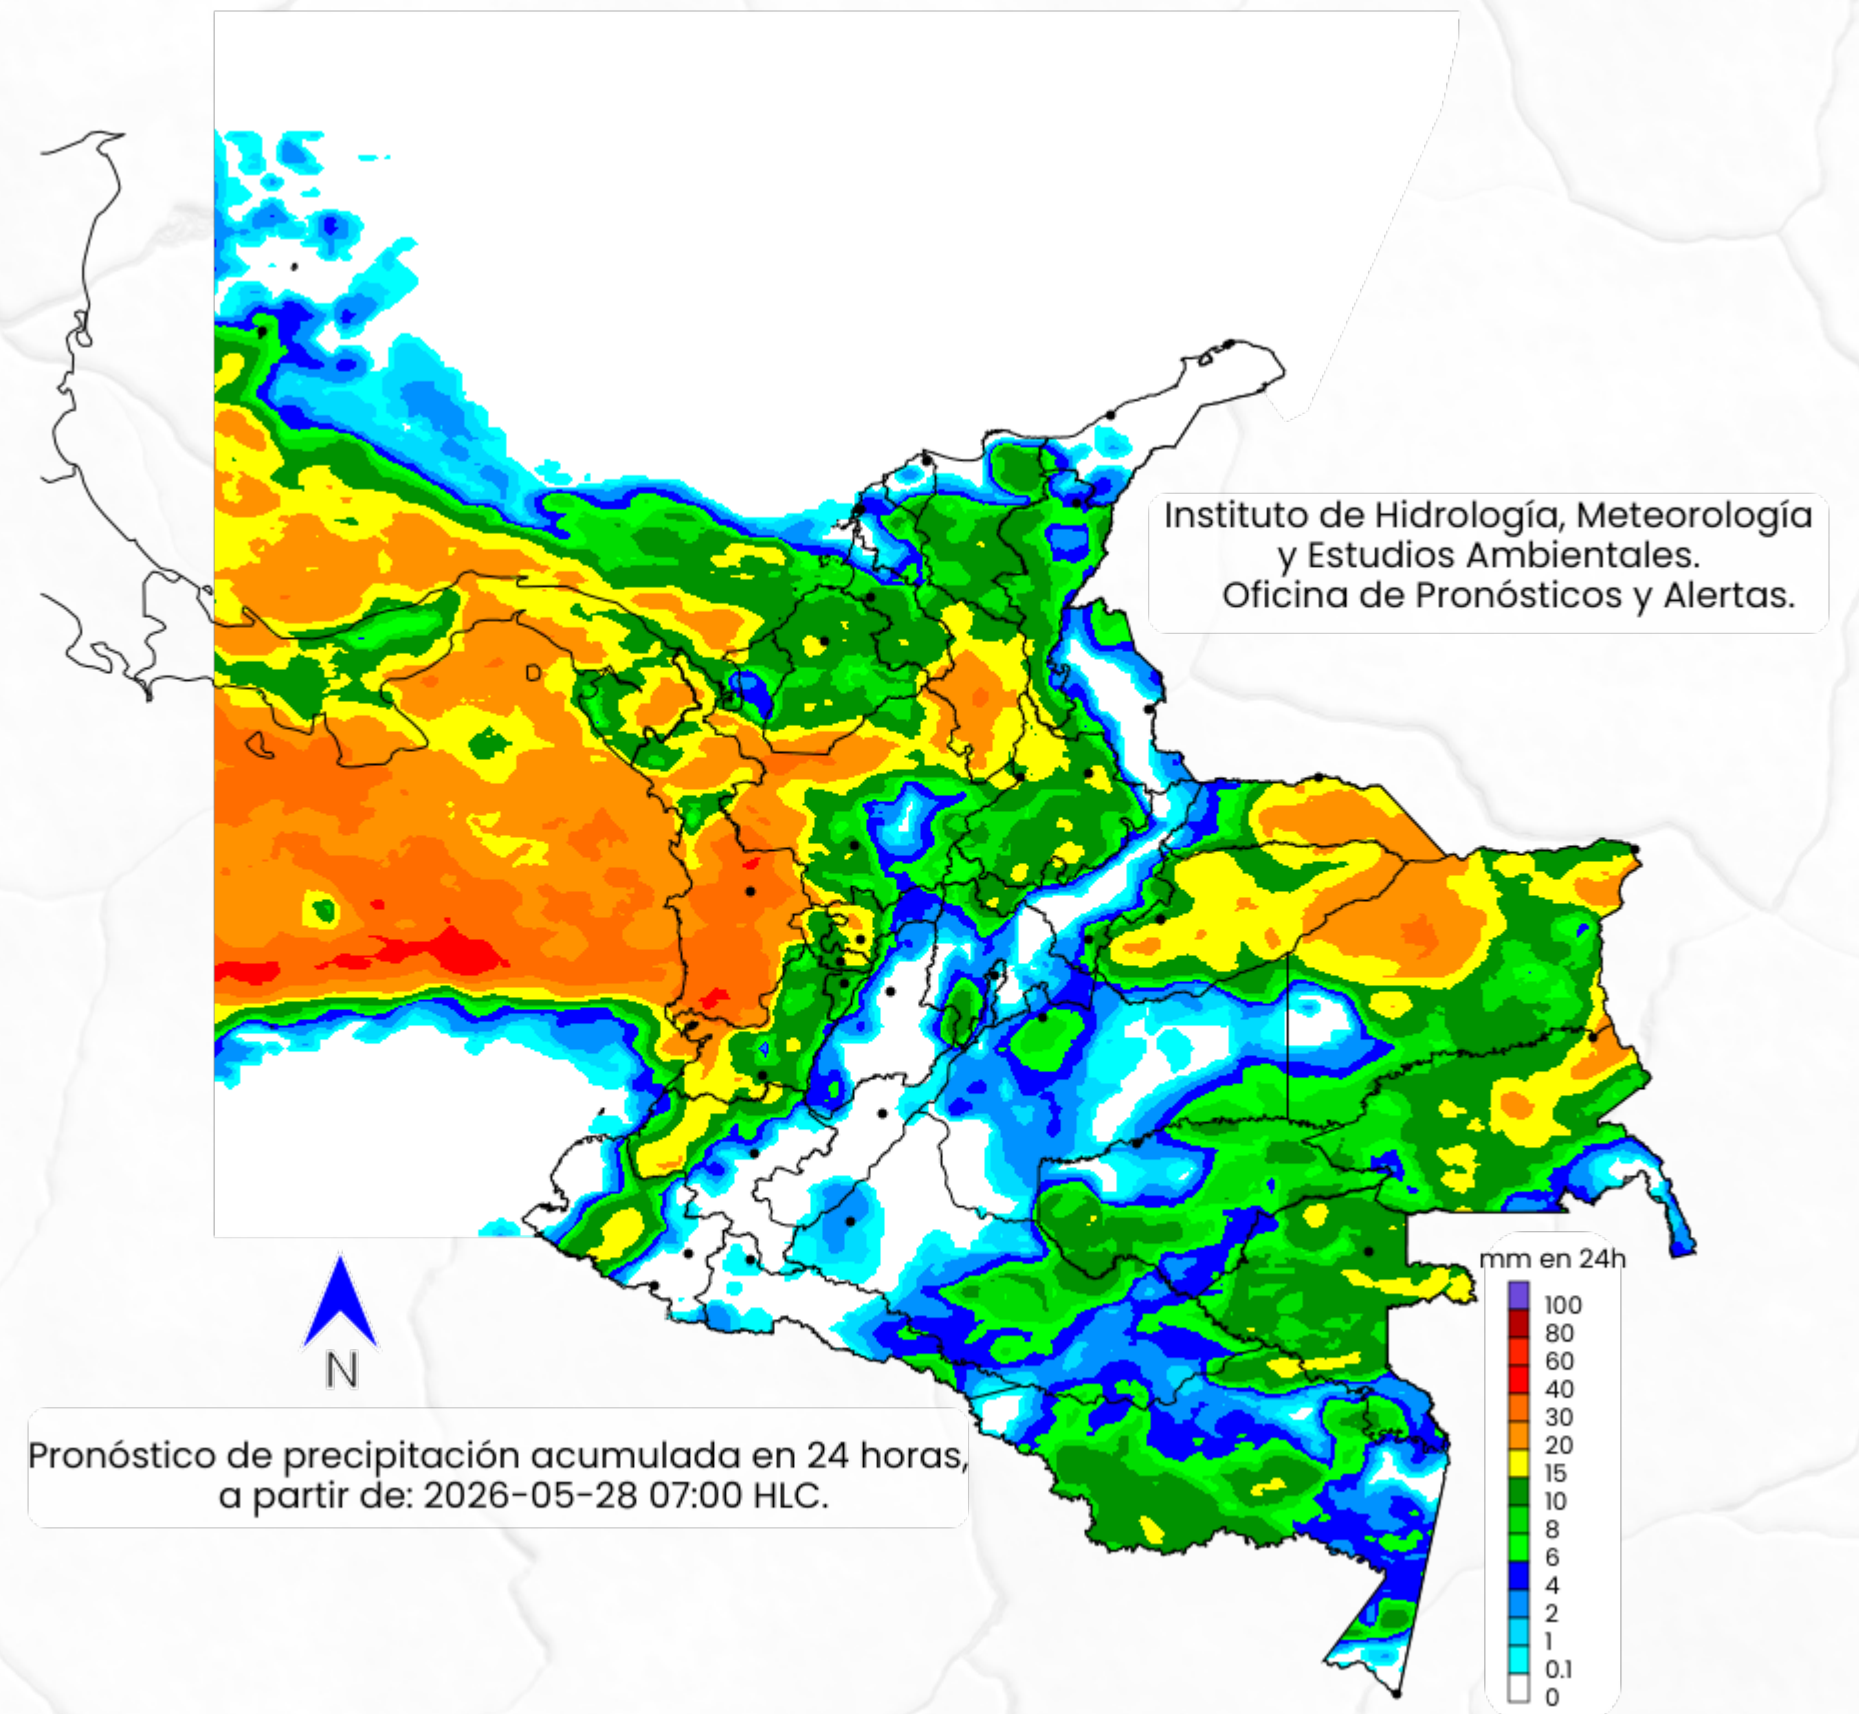 Instituto de Hidrología, Meteorología
y Estudios Ambientales.
Oficina de Pronósticos y Alertas.
mm en 24h
100
80
60
40
30
20
15
10
8
6
4
2
1
0.1
0
N
Pronóstico de precipitación acumulada en 24 horas,
a partir de: 2026-05-28 07:00 HLC.